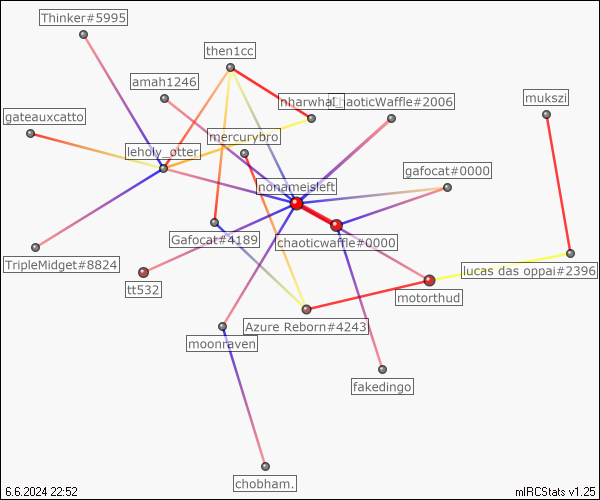 Thinker#5995
then1cc
amah1246
nharwhal_
ChaoticWaffle#2006
mukszi
gateauxcatto
mercurybro
leholy_otter
gafocat#0000
nonameisleft
Gafocat#4189
chaoticwaffle#0000
TripleMidget#8824
lucas das oppai#2396
tt532
motorthud
Azure Reborn#4243
moonraven
fakedingo
chobham.
6.6.2024 22:52
mIRCStats v1.25